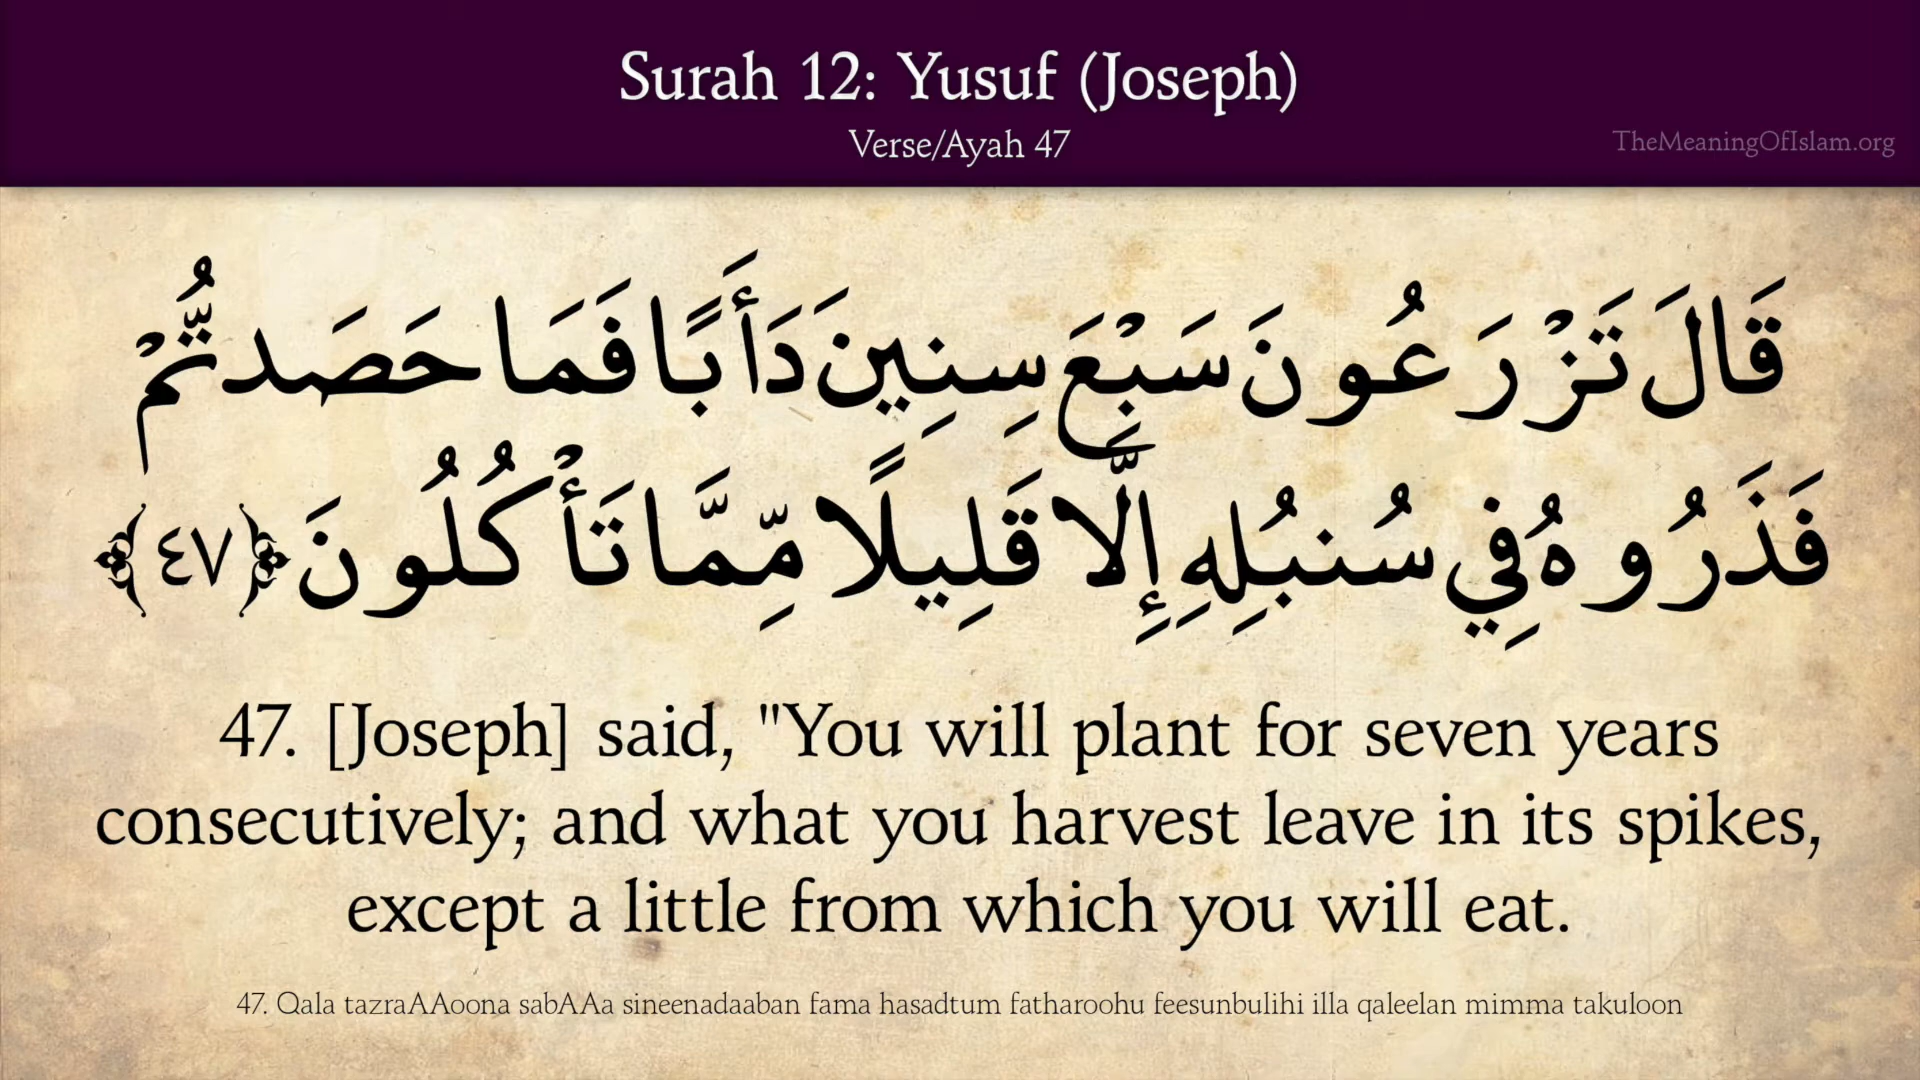 Surah 12: Yusuf (Joseph)
Verse/Ayah 47
TheMeaningOfIslam.org
قَالَ تَزْرَعُونَ سَبْعَ سِنِينَ دَأَبًا فَمَا حَصَدتُّمْ
فَذَرُوهُ فِي سُنبُلِهِ إِلَّا قَلِيلًا مِّمَّا تَأْكُلُونَ ﴿٤٧﴾
47. [Joseph] said, "You will plant for seven years
consecutively; and what you harvest leave in its spikes,
except a little from which you will eat.
47. Qala tazraAAoona sabAAa sineenadaaban fama hasadtum fatharoohu feesunbulihi illa qaleelan mimma takuloon